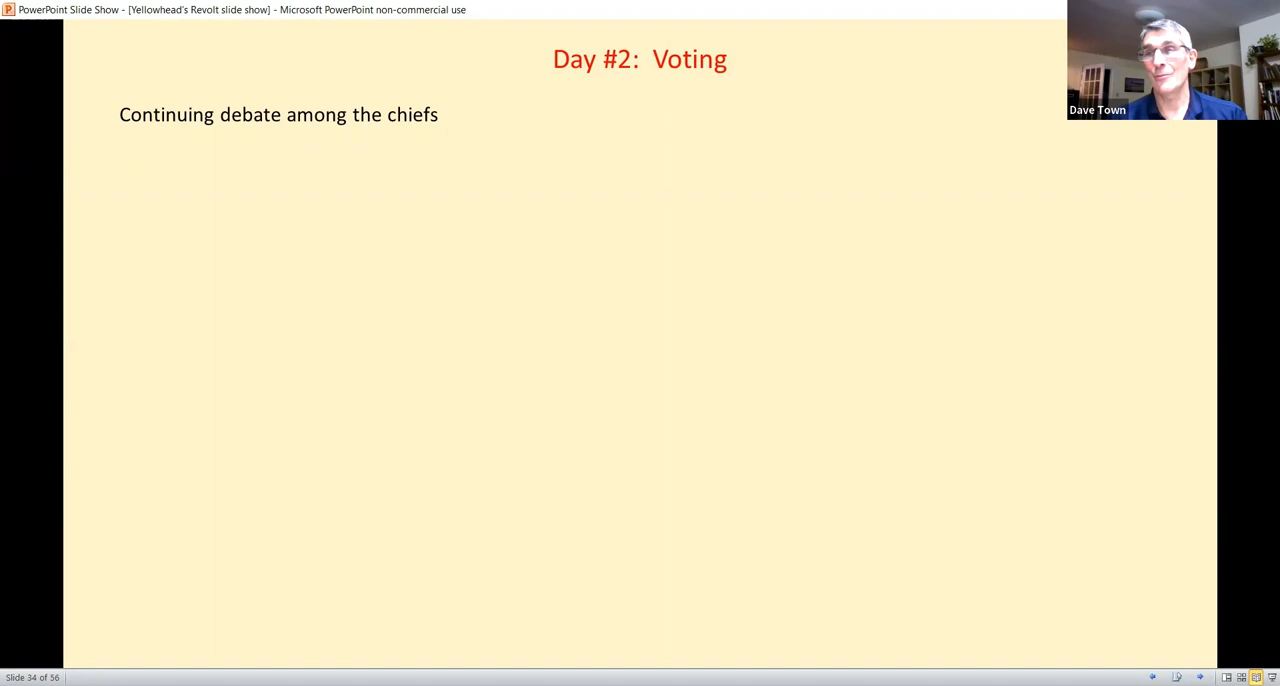 PowerPoint Slide Show - [Yellowhead's Revolt slide show] - Microsoft PowerPoint non-commercial use
Day #2:  Voting
Continuing debate among the chiefs
Dave Town
Slide 34 of 56